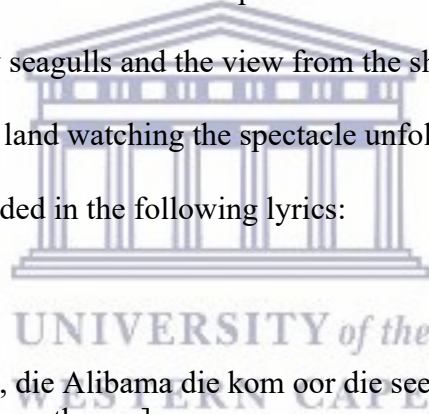 seagulls and the view from the sh
land watching the spectacle unfol
ded in the following lyrics:
UNIVERSITY of the
, die Alibama die kom oor die see
WESTERN CAPE